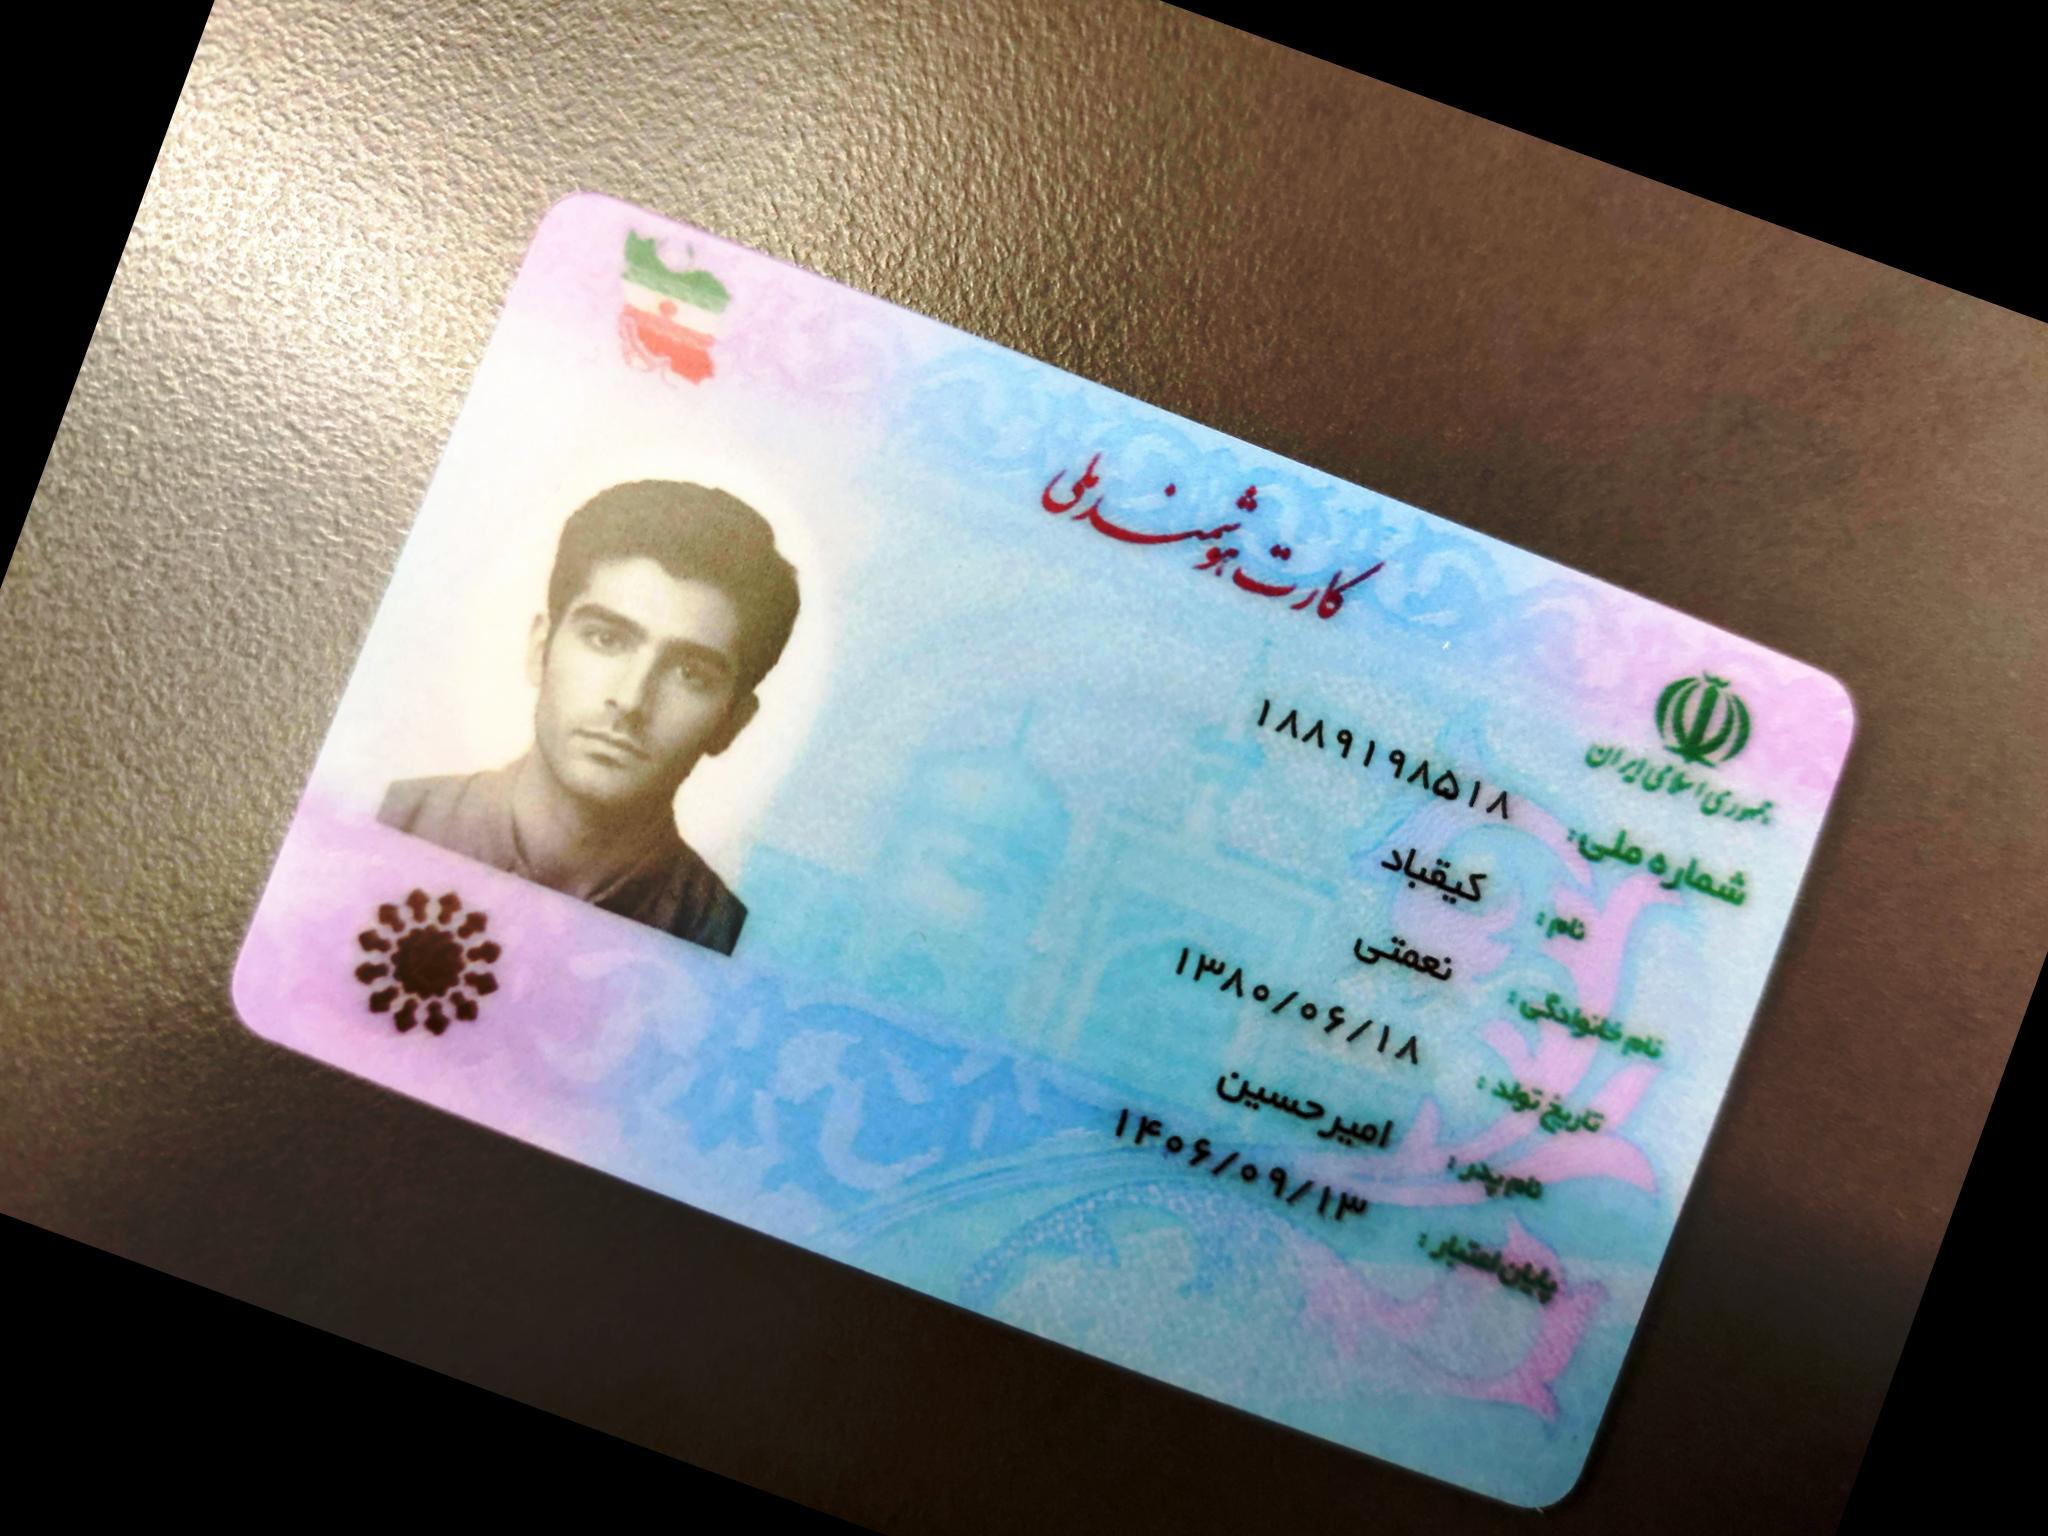 کارت هوشمند ملی
جمهوری اسلامی ایران
شماره ملی: ۱۸۸۹۱۹۸۵۱۸
نام: کیقباد
نام خانوادگی: نعمتی
تاریخ تولد: ۱۳۸۰/۰۶/۱۸
نام پدر: امیرحسین
پایان اعتبار: ۱۴۰۶/۰۹/۱۳